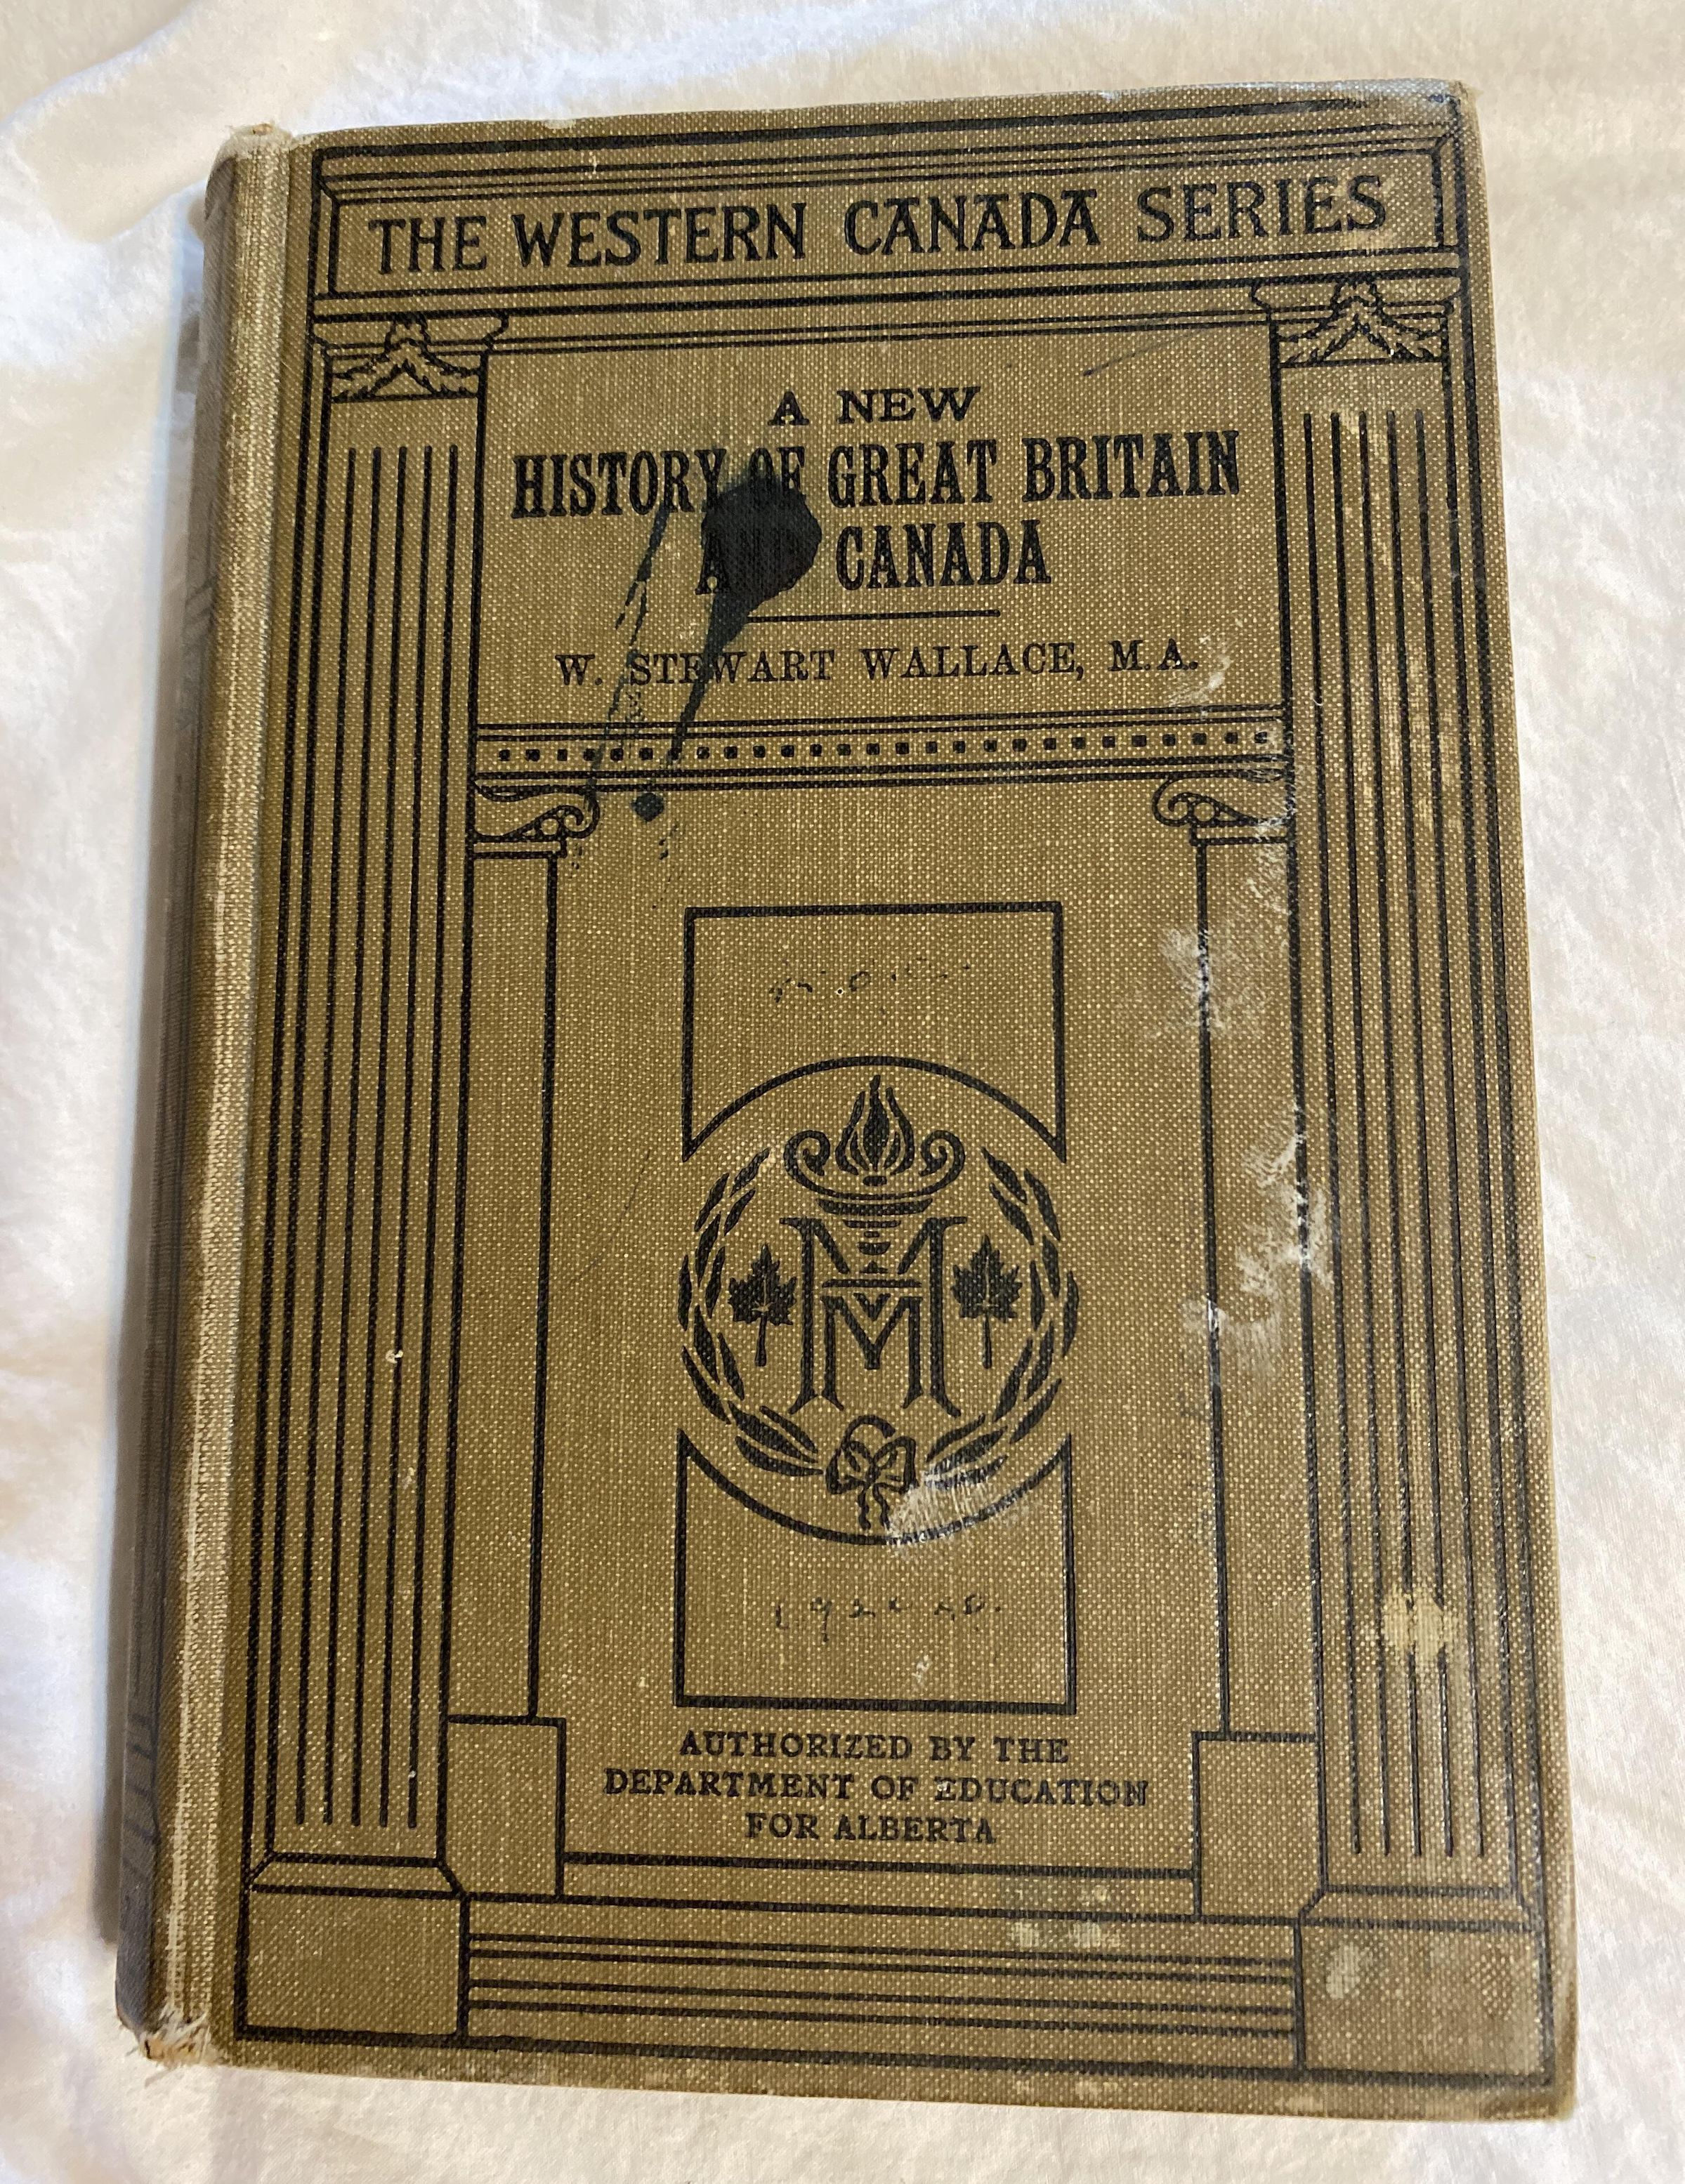 THE WESTERN CANADA SERIES
A NEW
HISTORY OF GREAT BRITAIN
AND CANADA
W. STEWART WALLACE, M.A.
M
M
AUTHORIZED BY THE
DEPARTMENT OF EDUCATION
FOR ALBERTA